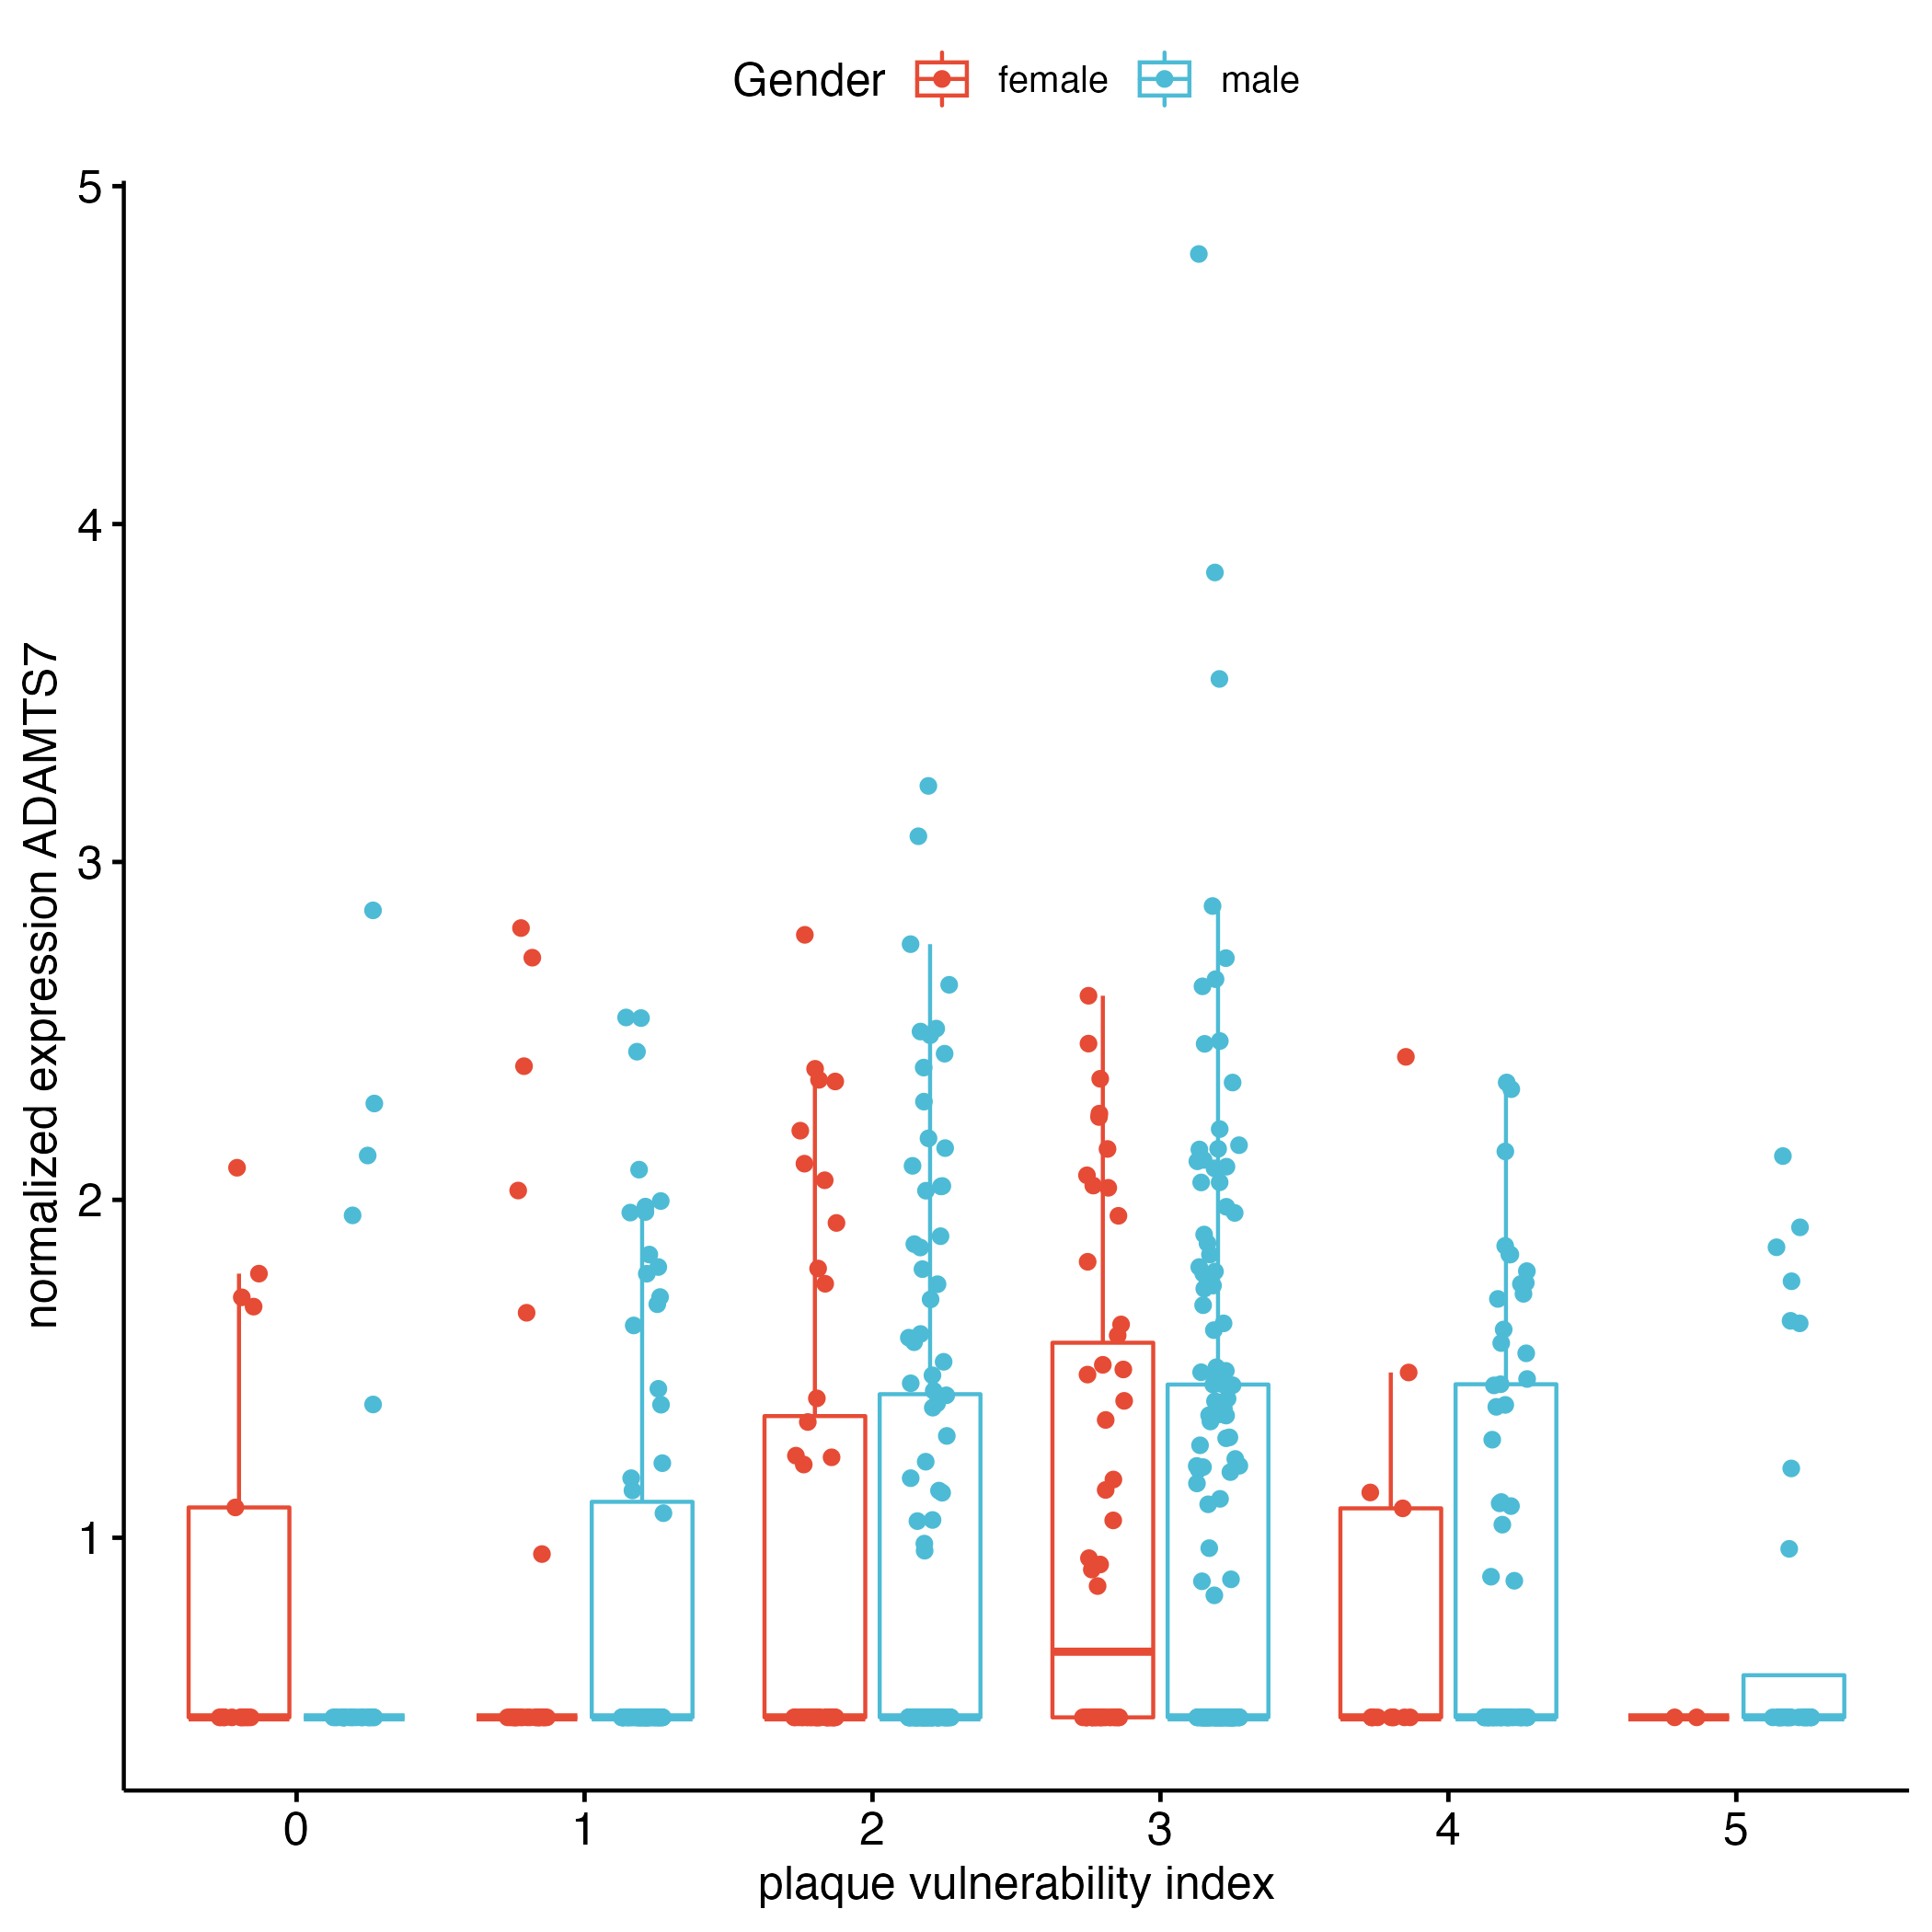 Gender female male
5
4
3
2
1
normalized expression ADAMTS7
0 1 2 3 4 5
plaque vulnerability index